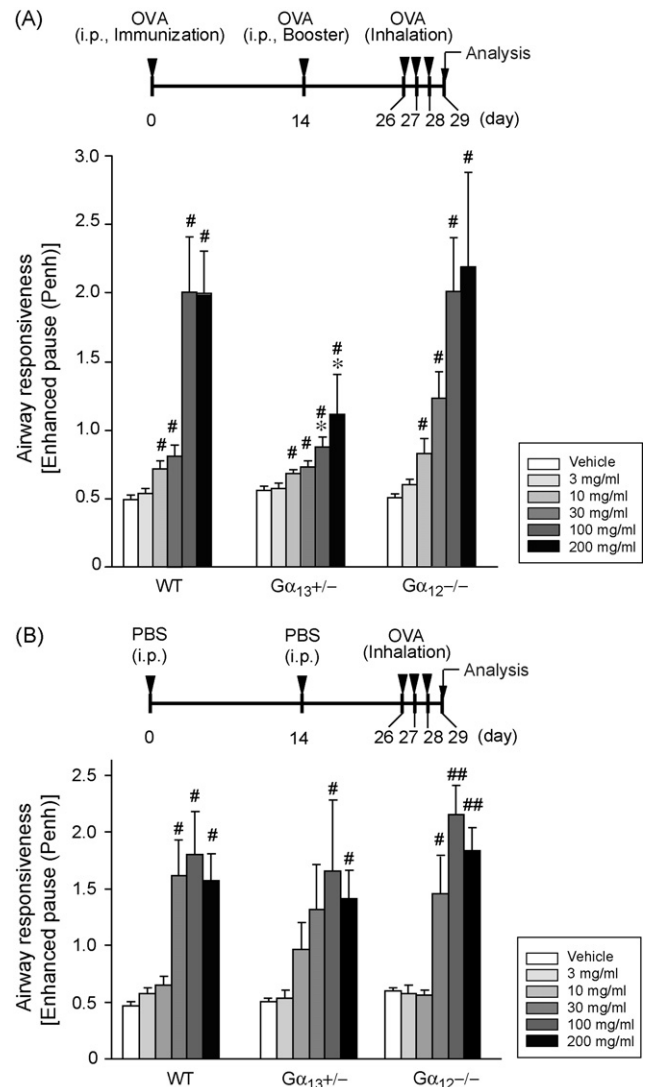 (A)
OVA OVA OVA
(i.p., Immunization) (i.p., Booster) (Inhalation)
Analysis
0 14 26 27 28 29 (day)
Airway responsiveness
[Enhanced pause (Penh)]
3.0
2.5
2.0
1.5
1.0
0.5
0
# # # #
# # # * # *
# # # #
WT Gα13+/− Gα12−/−
Vehicle
3 mg/ml
10 mg/ml
30 mg/ml
100 mg/ml
200 mg/ml
(B)
PBS PBS OVA
(i.p.) (i.p.) (Inhalation)
Analysis
0 14 26 27 28 29 (day)
Airway responsiveness
[Enhanced pause (Penh)]
2.5
2.0
1.5
1.0
0.5
0
# # #
# #
# ## ##
WT Gα13+/− Gα12−/−
Vehicle
3 mg/ml
10 mg/ml
30 mg/ml
100 mg/ml
200 mg/ml